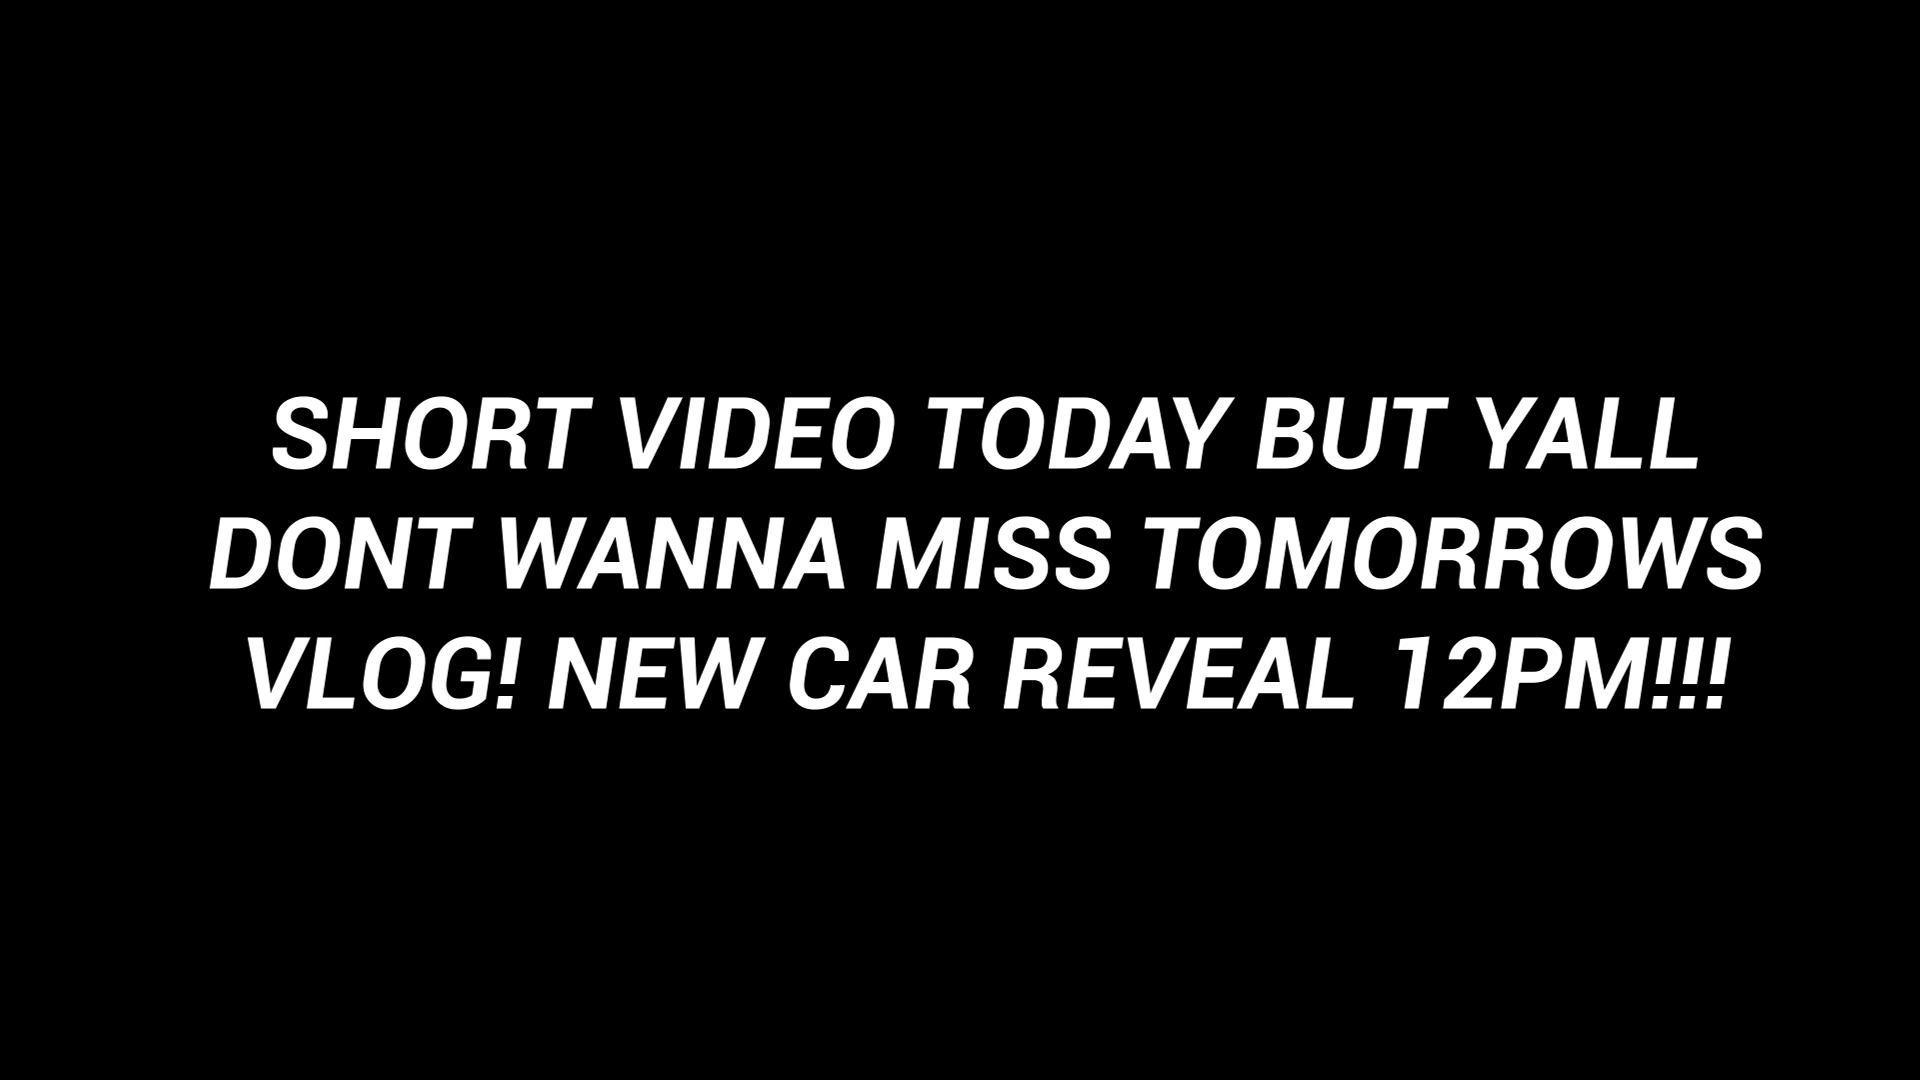 SHORT VIDEO TODAY BUT YALL
DONT WANNA MISS TOMORROWS
VLOG! NEW CAR REVEAL 12PM!!!